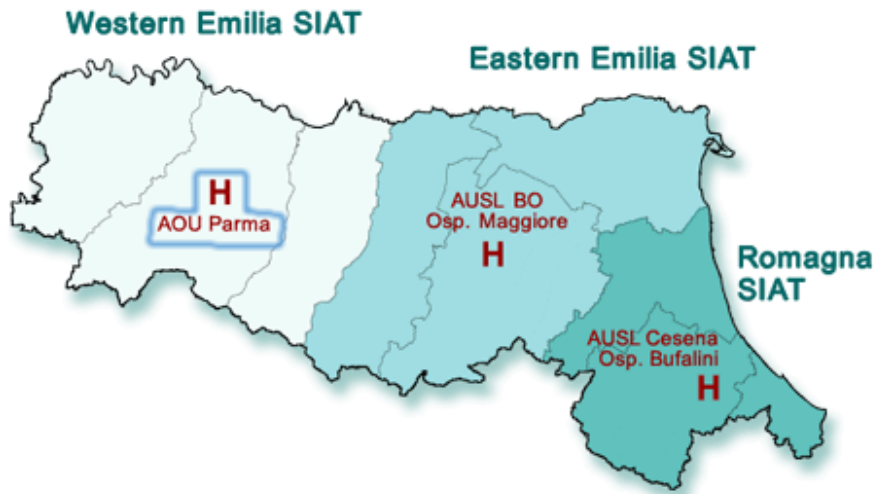 Western Emilia SIAT
Eastern Emilia SIAT
H
AOU Parma
AUSL BO
Osp. Maggiore
H
Romagna
SIAT
AUSL Cesena
Osp. Bufalini
H